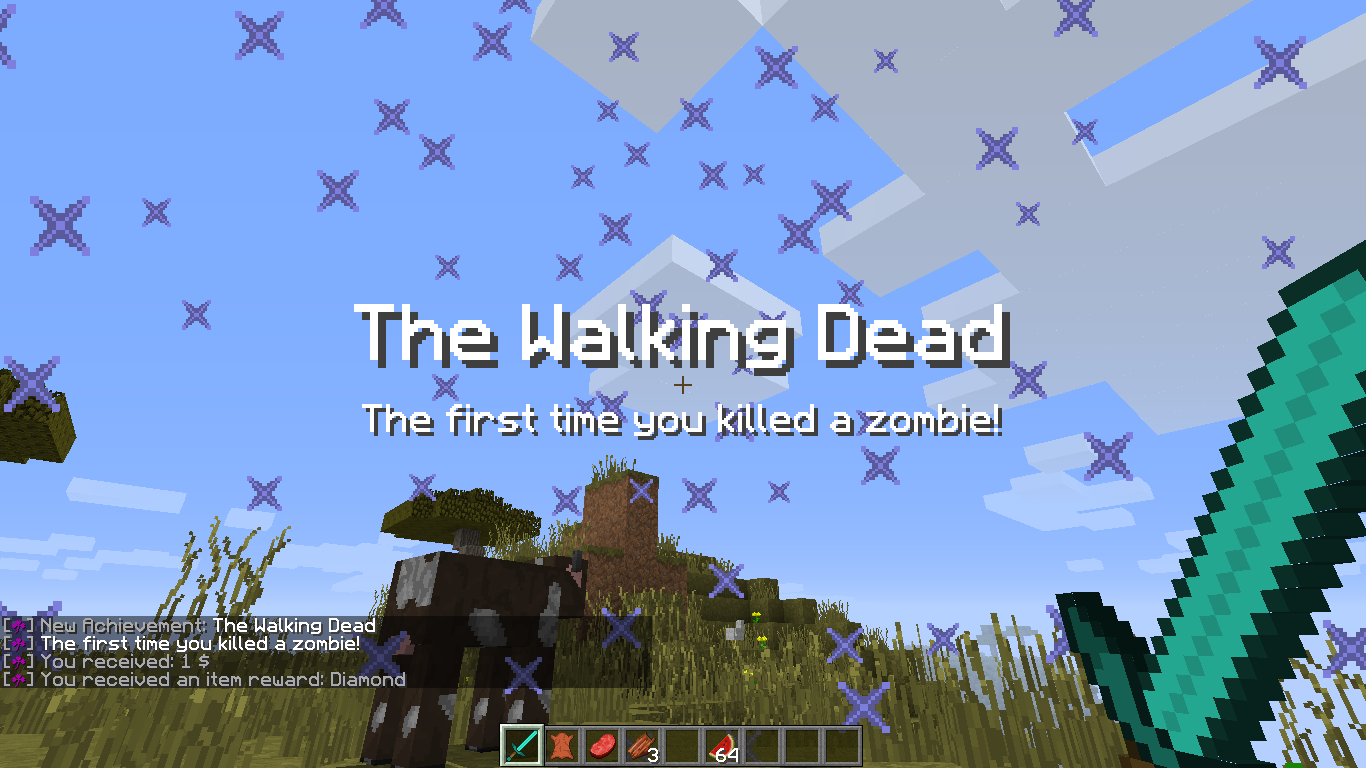 The Walking Dead
The first time you killed a zombie!
[] New Achievement: The Walking Dead
[] The first time you killed a zombie!
[] You received: 1 $
[] You received an item reward: Diamond
3
64